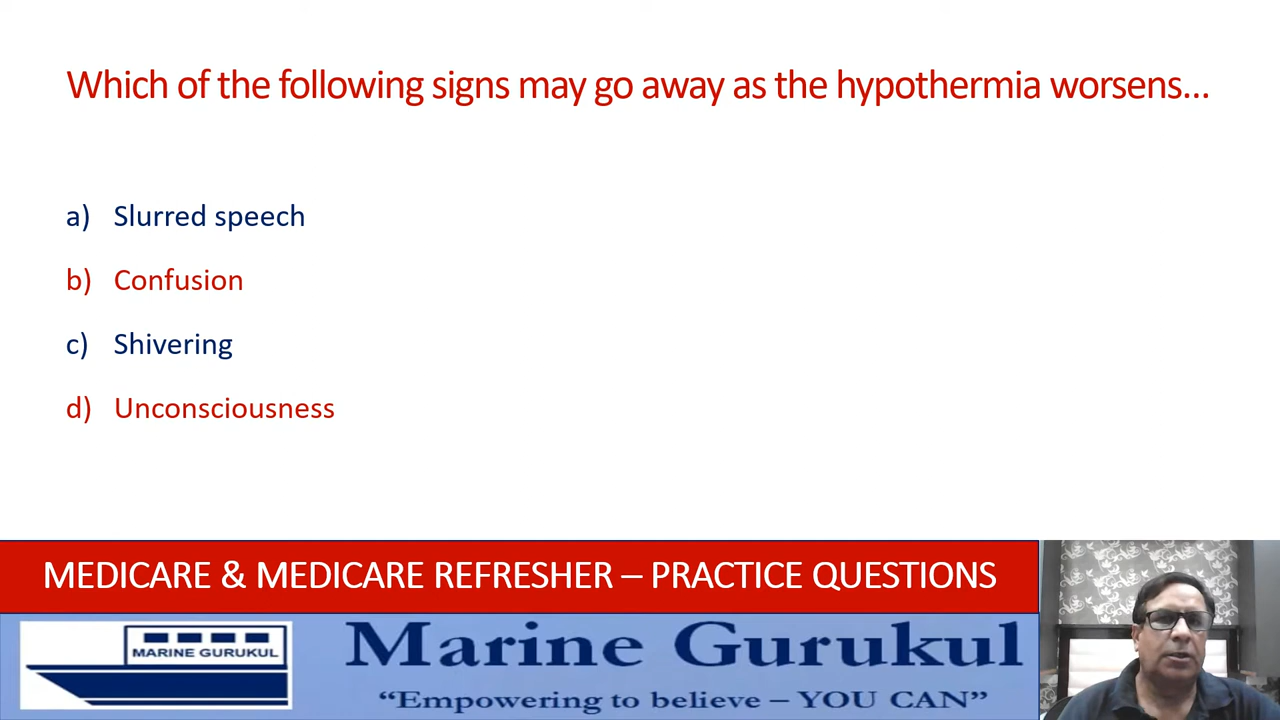 Which of the following signs may go away as the hypothermia worsens...
a) Slurred speech
b) Confusion
c) Shivering
d) Unconsciousness
MEDICARE & MEDICARE REFRESHER – PRACTICE QUESTIONS
MARINE GURUKUL
Marine Gurukul
“Empowering to believe – YOU CAN”